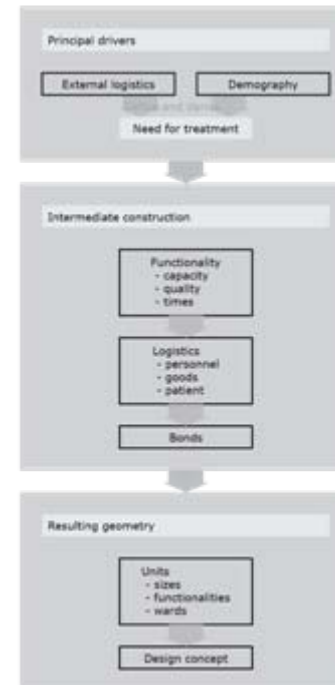 Principal drivers
External logistics
Demography
Need for treatment
Intermediate construction
Functionality
- capacity
- quality
- times
Logistics
- personnel
- goods
- patient
Bonds
Resulting geometry
Units
- sizes
- functionalities
- wards
Design concept